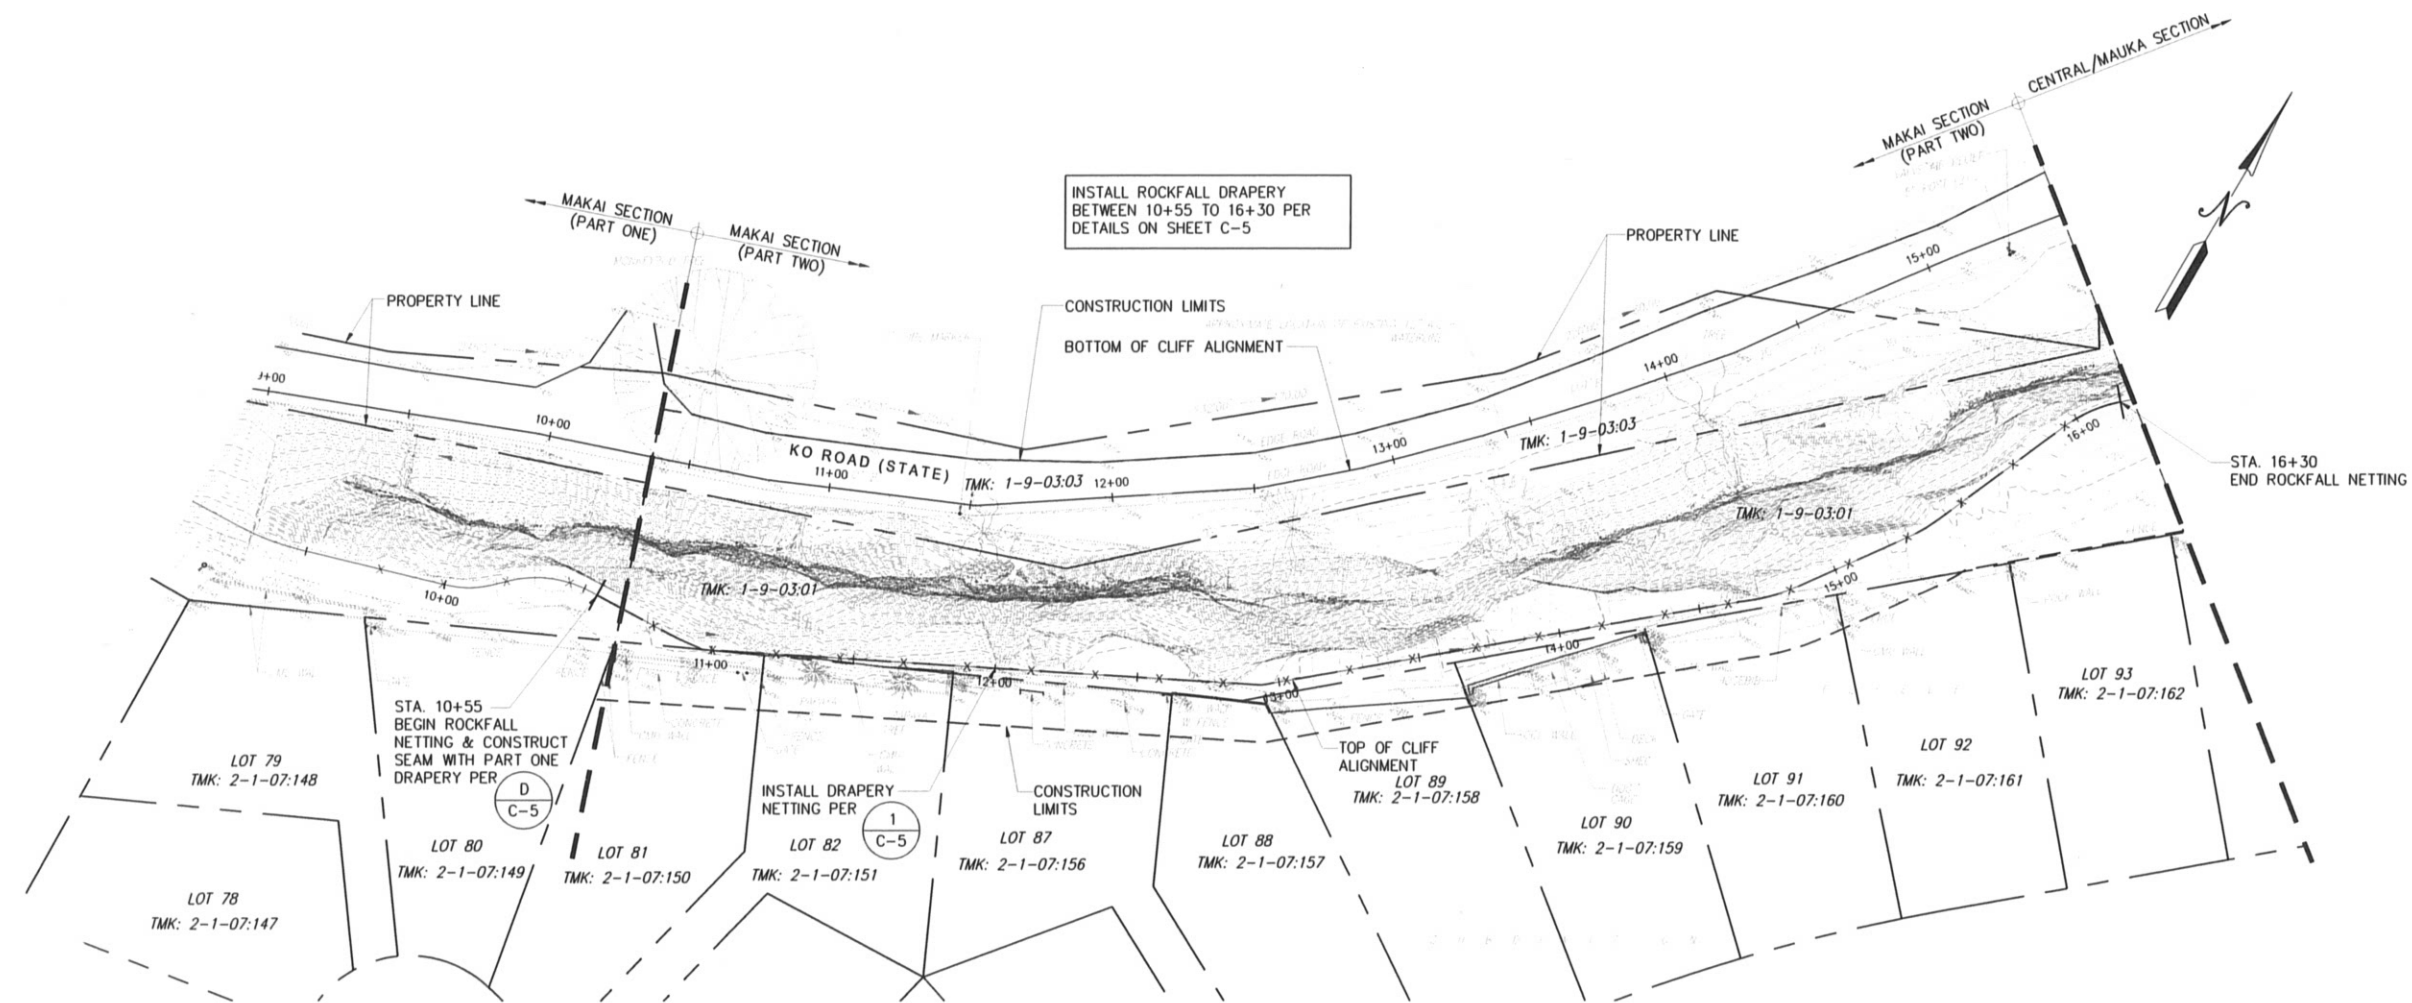 CENTRAL/MAUKA SECTION
MAKAI SECTION
(PART TWO)
MAKAI SECTION
(PART ONE)
MAKAI SECTION
(PART TWO)
INSTALL ROCKFALL DRAPERY
BETWEEN 10+55 TO 16+30 PER
DETAILS ON SHEET C-5
N
PROPERTY LINE
PROPERTY LINE
CONSTRUCTION LIMITS
BOTTOM OF CLIFF ALIGNMENT
15+00
14+00
13+00
12+00
11+00
10+00
+00
KO ROAD (STATE)
TMK: 1-9-03:03
TMK: 1-9-03:03
TMK: 1-9-03:01
TMK: 1-9-03:01
EDGE ROAD
EDGE ROAD
STA. 16+30
END ROCKFALL NETTING
16+00
15+00
14+00
13+00
12+00
11+00
10+00
STA. 10+55
BEGIN ROCKFALL
NETTING & CONSTRUCT
SEAM WITH PART ONE
DRAPERY PER
D
C-5
INSTALL DRAPERY
NETTING PER
1
C-5
CONSTRUCTION
LIMITS
TOP OF CLIFF
ALIGNMENT
LOT 78
TMK: 2-1-07:147
LOT 79
TMK: 2-1-07:148
LOT 80
TMK: 2-1-07:149
LOT 81
TMK: 2-1-07:150
LOT 82
TMK: 2-1-07:151
LOT 87
TMK: 2-1-07:156
LOT 88
TMK: 2-1-07:157
LOT 89
TMK: 2-1-07:158
LOT 90
TMK: 2-1-07:159
LOT 91
TMK: 2-1-07:160
LOT 92
TMK: 2-1-07:161
LOT 93
TMK: 2-1-07:162